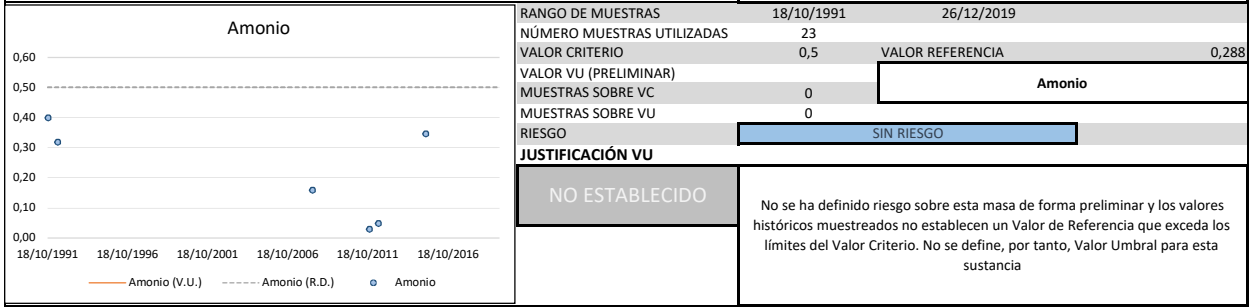 Amonio
0,60
0,50
0,40
0,30
0,20
0,10
0,00
18/10/1991 18/10/1996 18/10/2001 18/10/2006 18/10/2011 18/10/2016
Amonio (V.U.) Amonio (R.D.) Amonio
RANGO DE MUESTRAS 18/10/1991 26/12/2019
NÚMERO MUESTRAS UTILIZADAS 23
VALOR CRITERIO 0,5 VALOR REFERENCIA 0,288
VALOR VU (PRELIMINAR)
Amonio
MUESTRAS SOBRE VC 0
MUESTRAS SOBRE VU 0
RIESGO SIN RIESGO
JUSTIFICACIÓN VU
NO ESTABLECIDO
No se ha definido riesgo sobre esta masa de forma preliminar y los valores
históricos muestreados no establecen un Valor de Referencia que exceda los
límites del Valor Criterio. No se define, por tanto, Valor Umbral para esta
sustancia